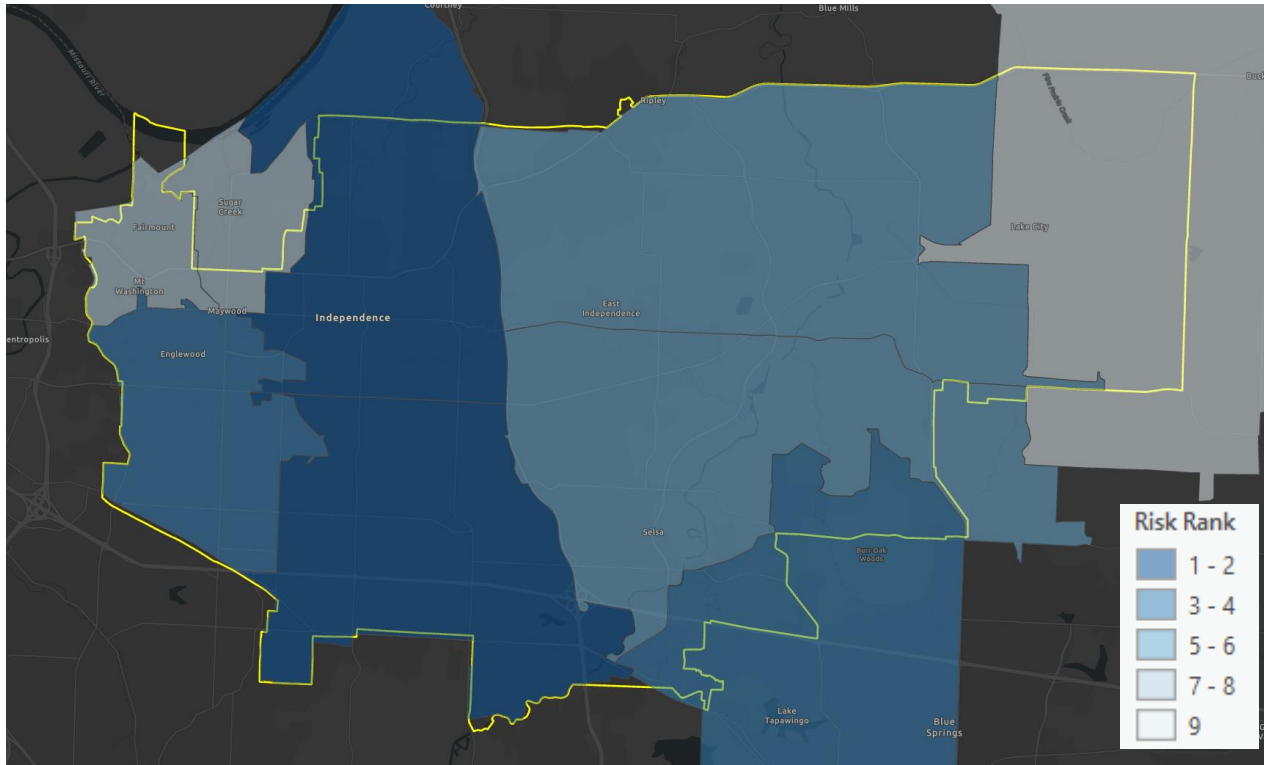 Courtney
Blue Mills
Missouri River
Ripley
Fire Prairie Creek
Buck
Sugar
Creek
Fairmount
Lake City
Mt
Washington
Maywood
East
Independence
Independence
entropolis
Englewood
Selsa
Burr Oak
Woods
Lake
Tapawingo
Blue
Springs
Risk Rank
1 - 2
3 - 4
5 - 6
7 - 8
9